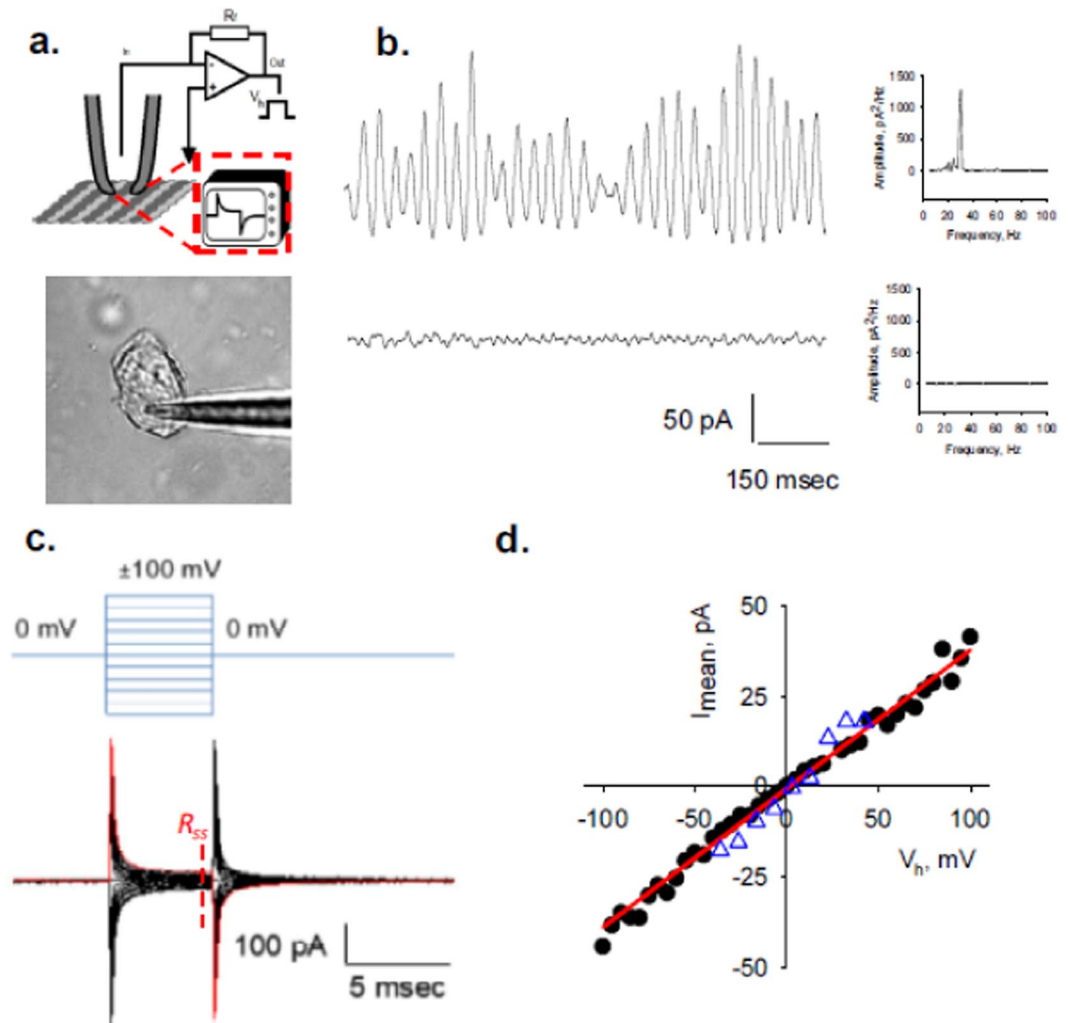 a.
Rf
In
Out
Vh
b.
Amplitude, pA²/Hz
1500
1000
500
0
0 20 40 60 80 100
Frequency, Hz
Amplitude, pA²/Hz
1500
1000
500
0
0 20 40 60 80 100
Frequency, Hz
50 pA
150 msec
c.
±100 mV
0 mV
0 mV
Rss
100 pA
5 msec
d.
Imean, pA
50
25
0
-100 -50 0 50 100
Vh, mV
-25
-50